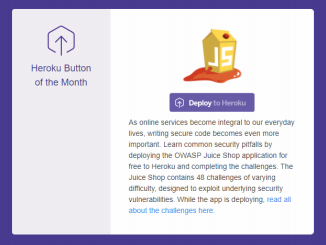 Heroku Button
of the Month
JS
Deploy to Heroku
As online services become integral to our everyday
lives, writing secure code becomes even more
important. Learn common security pitfalls by
deploying the OWASP Juice Shop application for
free to Heroku and completing the challenges. The
Juice Shop contains 48 challenges of varying
difficulty, designed to exploit underlying security
vulnerabilities. While the app is deploying, read all
about the challenges here.